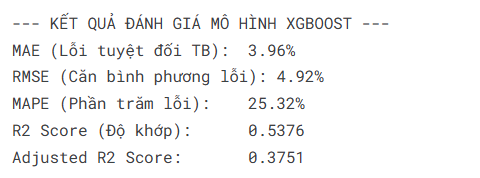 --- KẾT QUẢ ĐÁNH GIÁ MÔ HÌNH XGBOOST ---
MAE (Lỗi tuyệt đối TB): 3.96%
RMSE (Căn bình phương lỗi): 4.92%
MAPE (Phần trăm lỗi): 25.32%
R2 Score (Độ khớp): 0.5376
Adjusted R2 Score: 0.3751